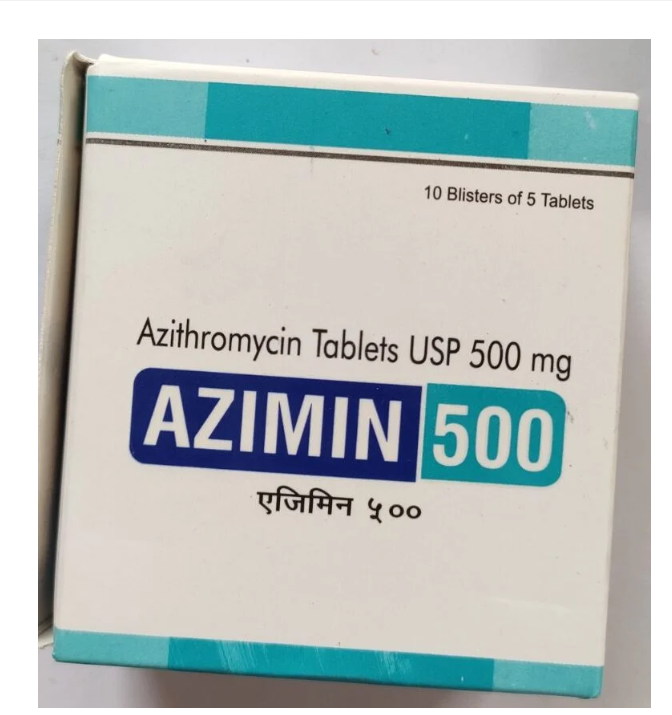 10 Blisters of 5 Tablets
Azithromycin Tablets USP 500 mg
AZIMIN 500
एजिमिन ५००